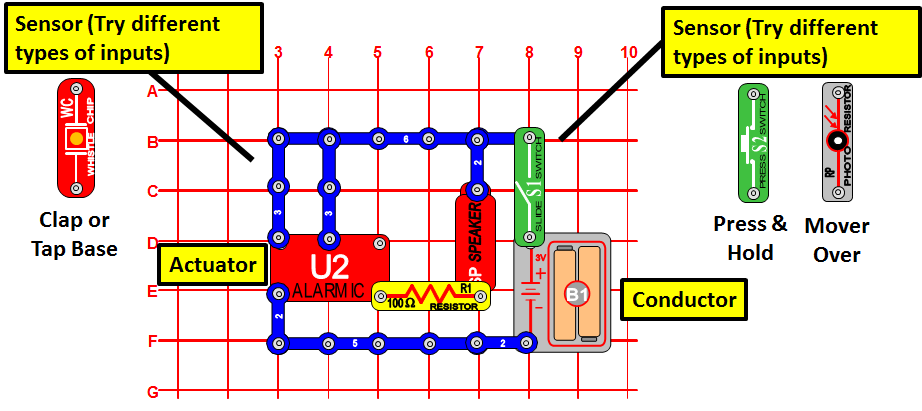 Sensor (Try different
types of inputs)
Sensor (Try different
types of inputs)
3 4 5 6 7 8 9 10
A
B
C
D
E
F
G
WC
WHISTLE CHIP
Clap or
Tap Base
6
2
3
3
SLIDE S1 SWITCH
PRESS S2 SWITCH
RP
PHOTO RESISTOR
Press &
Hold
Mover
Over
Actuator
U2
ALARM IC
SP SPEAKER
R1
100Ω
RESISTOR
3V
+
−
B1
Conductor
2
5
2